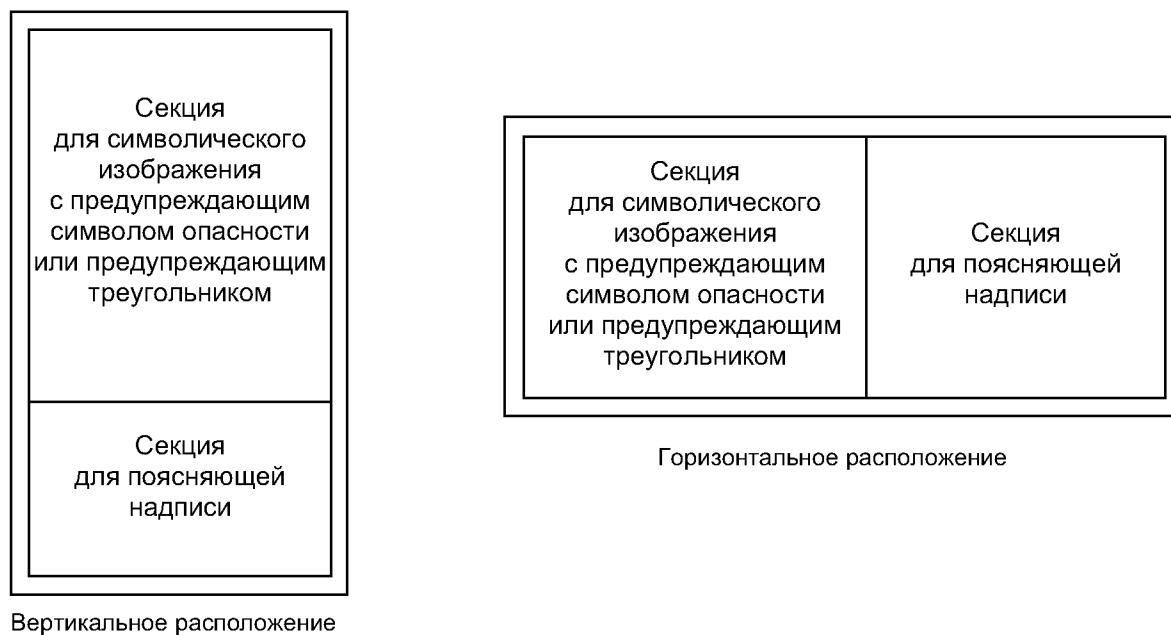 Секция
для символического
изображения
с предупреждающим
символом опасности
или предупреждающим
треугольником
Секция
для поясняющей
надписи
Вертикальное расположение
Секция
для символического
изображения
с предупреждающим
символом опасности
или предупреждающим
треугольником
Секция
для поясняющей
надписи
Горизонтальное расположение